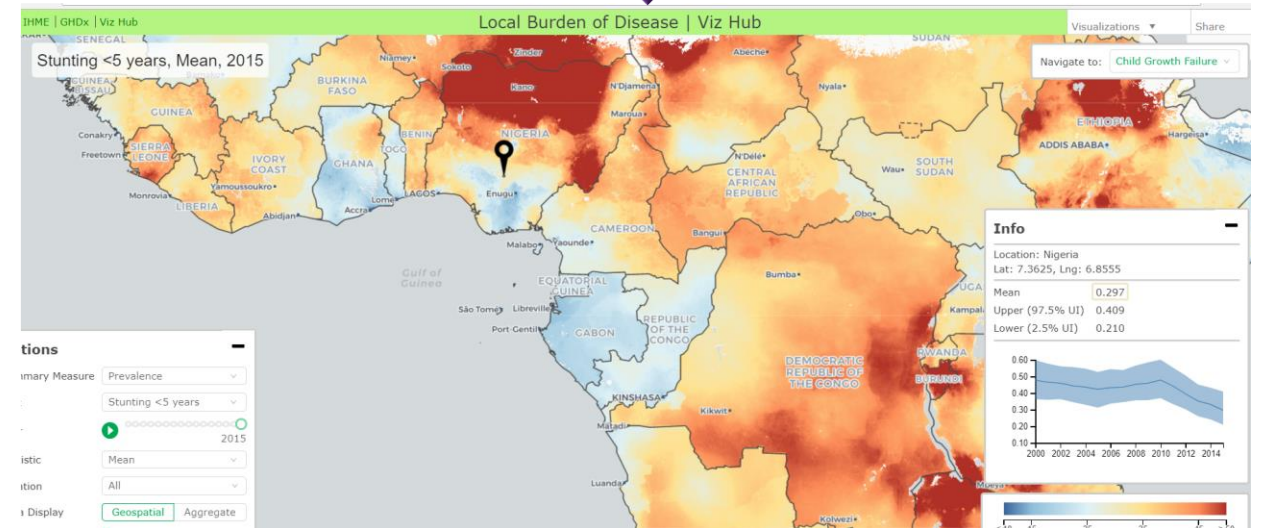 IHME | GHDx | Viz Hub
Local Burden of Disease | Viz Hub
Visualizations ▼
Share
Stunting <5 years, Mean, 2015
Navigate to:
Child Growth Failure
SENEGAL
GUINEA
BISSAU
GUINEA
Conakry
Freetown
SIERRA
LEONE
Monrovia
LIBERIA
Yamoussoukro
IVORY
COAST
Abidjan
BURKINA
FASO
GHANA
Accra
TOGO
Lome
BENIN
LAGOS
Niamey
Sokoto
Zinder
Kano
NIGERIA
Enugu
N'Djamena
Maroua
Abeche
SUDAN
Nyala
N'Délé
CENTRAL
AFRICAN
REPUBLIC
Wau
SOUTH
SUDAN
ETHIOPIA
ADDIS ABABA
Hargeisa
Obo
Bangui
CAMEROON
Malabo
Yaounde
Gulf of
Guinea
EQUATORIAL
GUINEA
São Tomé
Libreville
Port-Gentil
GABON
REPUBLIC
OF THE
CONGO
Bumba
UGA
Kampal
RWANDA
BURUNDI
DEMOCRATIC
REPUBLIC OF
THE CONGO
KINSHASA
Kikwit
Matadi
Luanda
Kolwezi
Info
Location: Nigeria
Lat: 7.3625, Lng: 6.8555
Mean 0.297
Upper (97.5% UI) 0.409
Lower (2.5% UI) 0.210
0.60
0.50
0.40
0.30
0.20
0.10
2000 2002 2004 2006 2008 2010 2012 2014
tions
mmary Measure Prevalence
Stunting <5 years
2015
istic Mean
ation All
Display Geospatial Aggregate